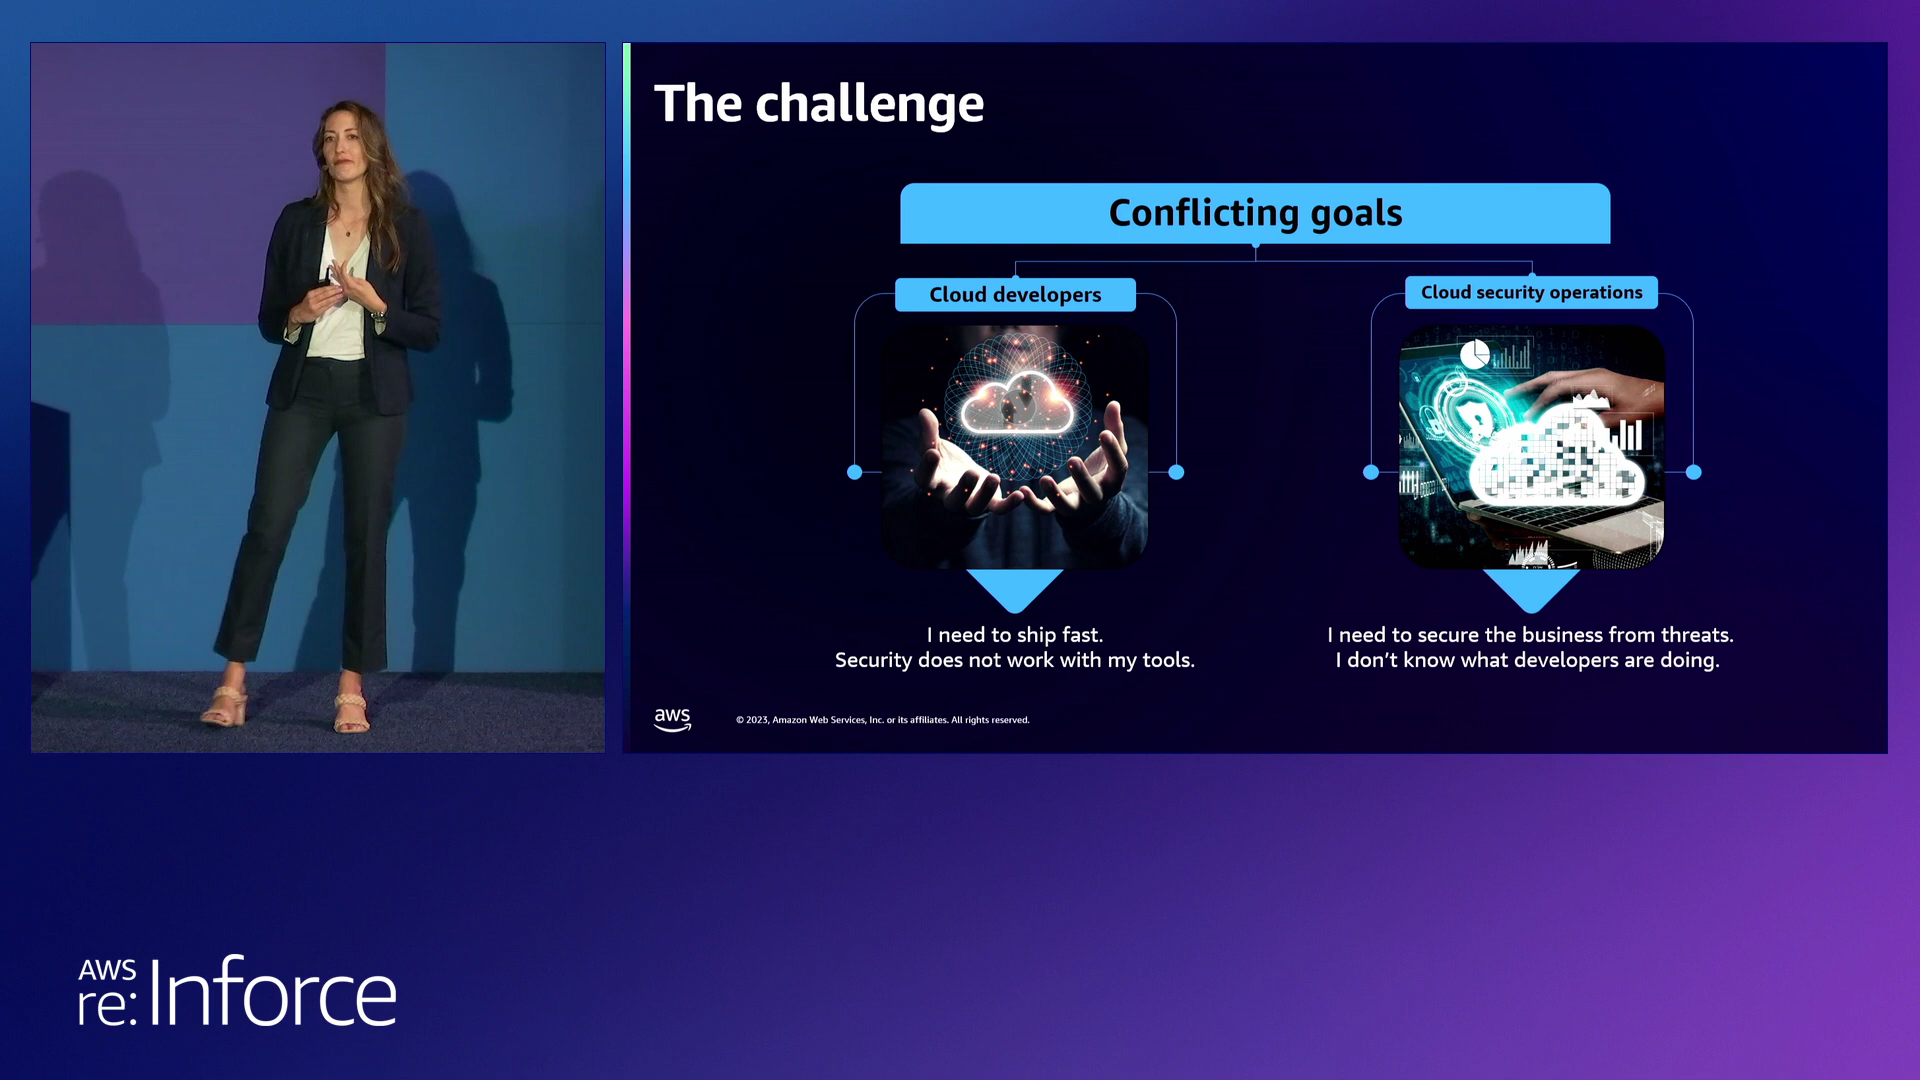 The challenge
Conflicting goals
Cloud developers
Cloud security operations
I need to ship fast.
Security does not work with my tools.
I need to secure the business from threats.
I don't know what developers are doing.
aws
© 2023, Amazon Web Services, Inc. or its affiliates. All rights reserved.
AWS
re:Inforce